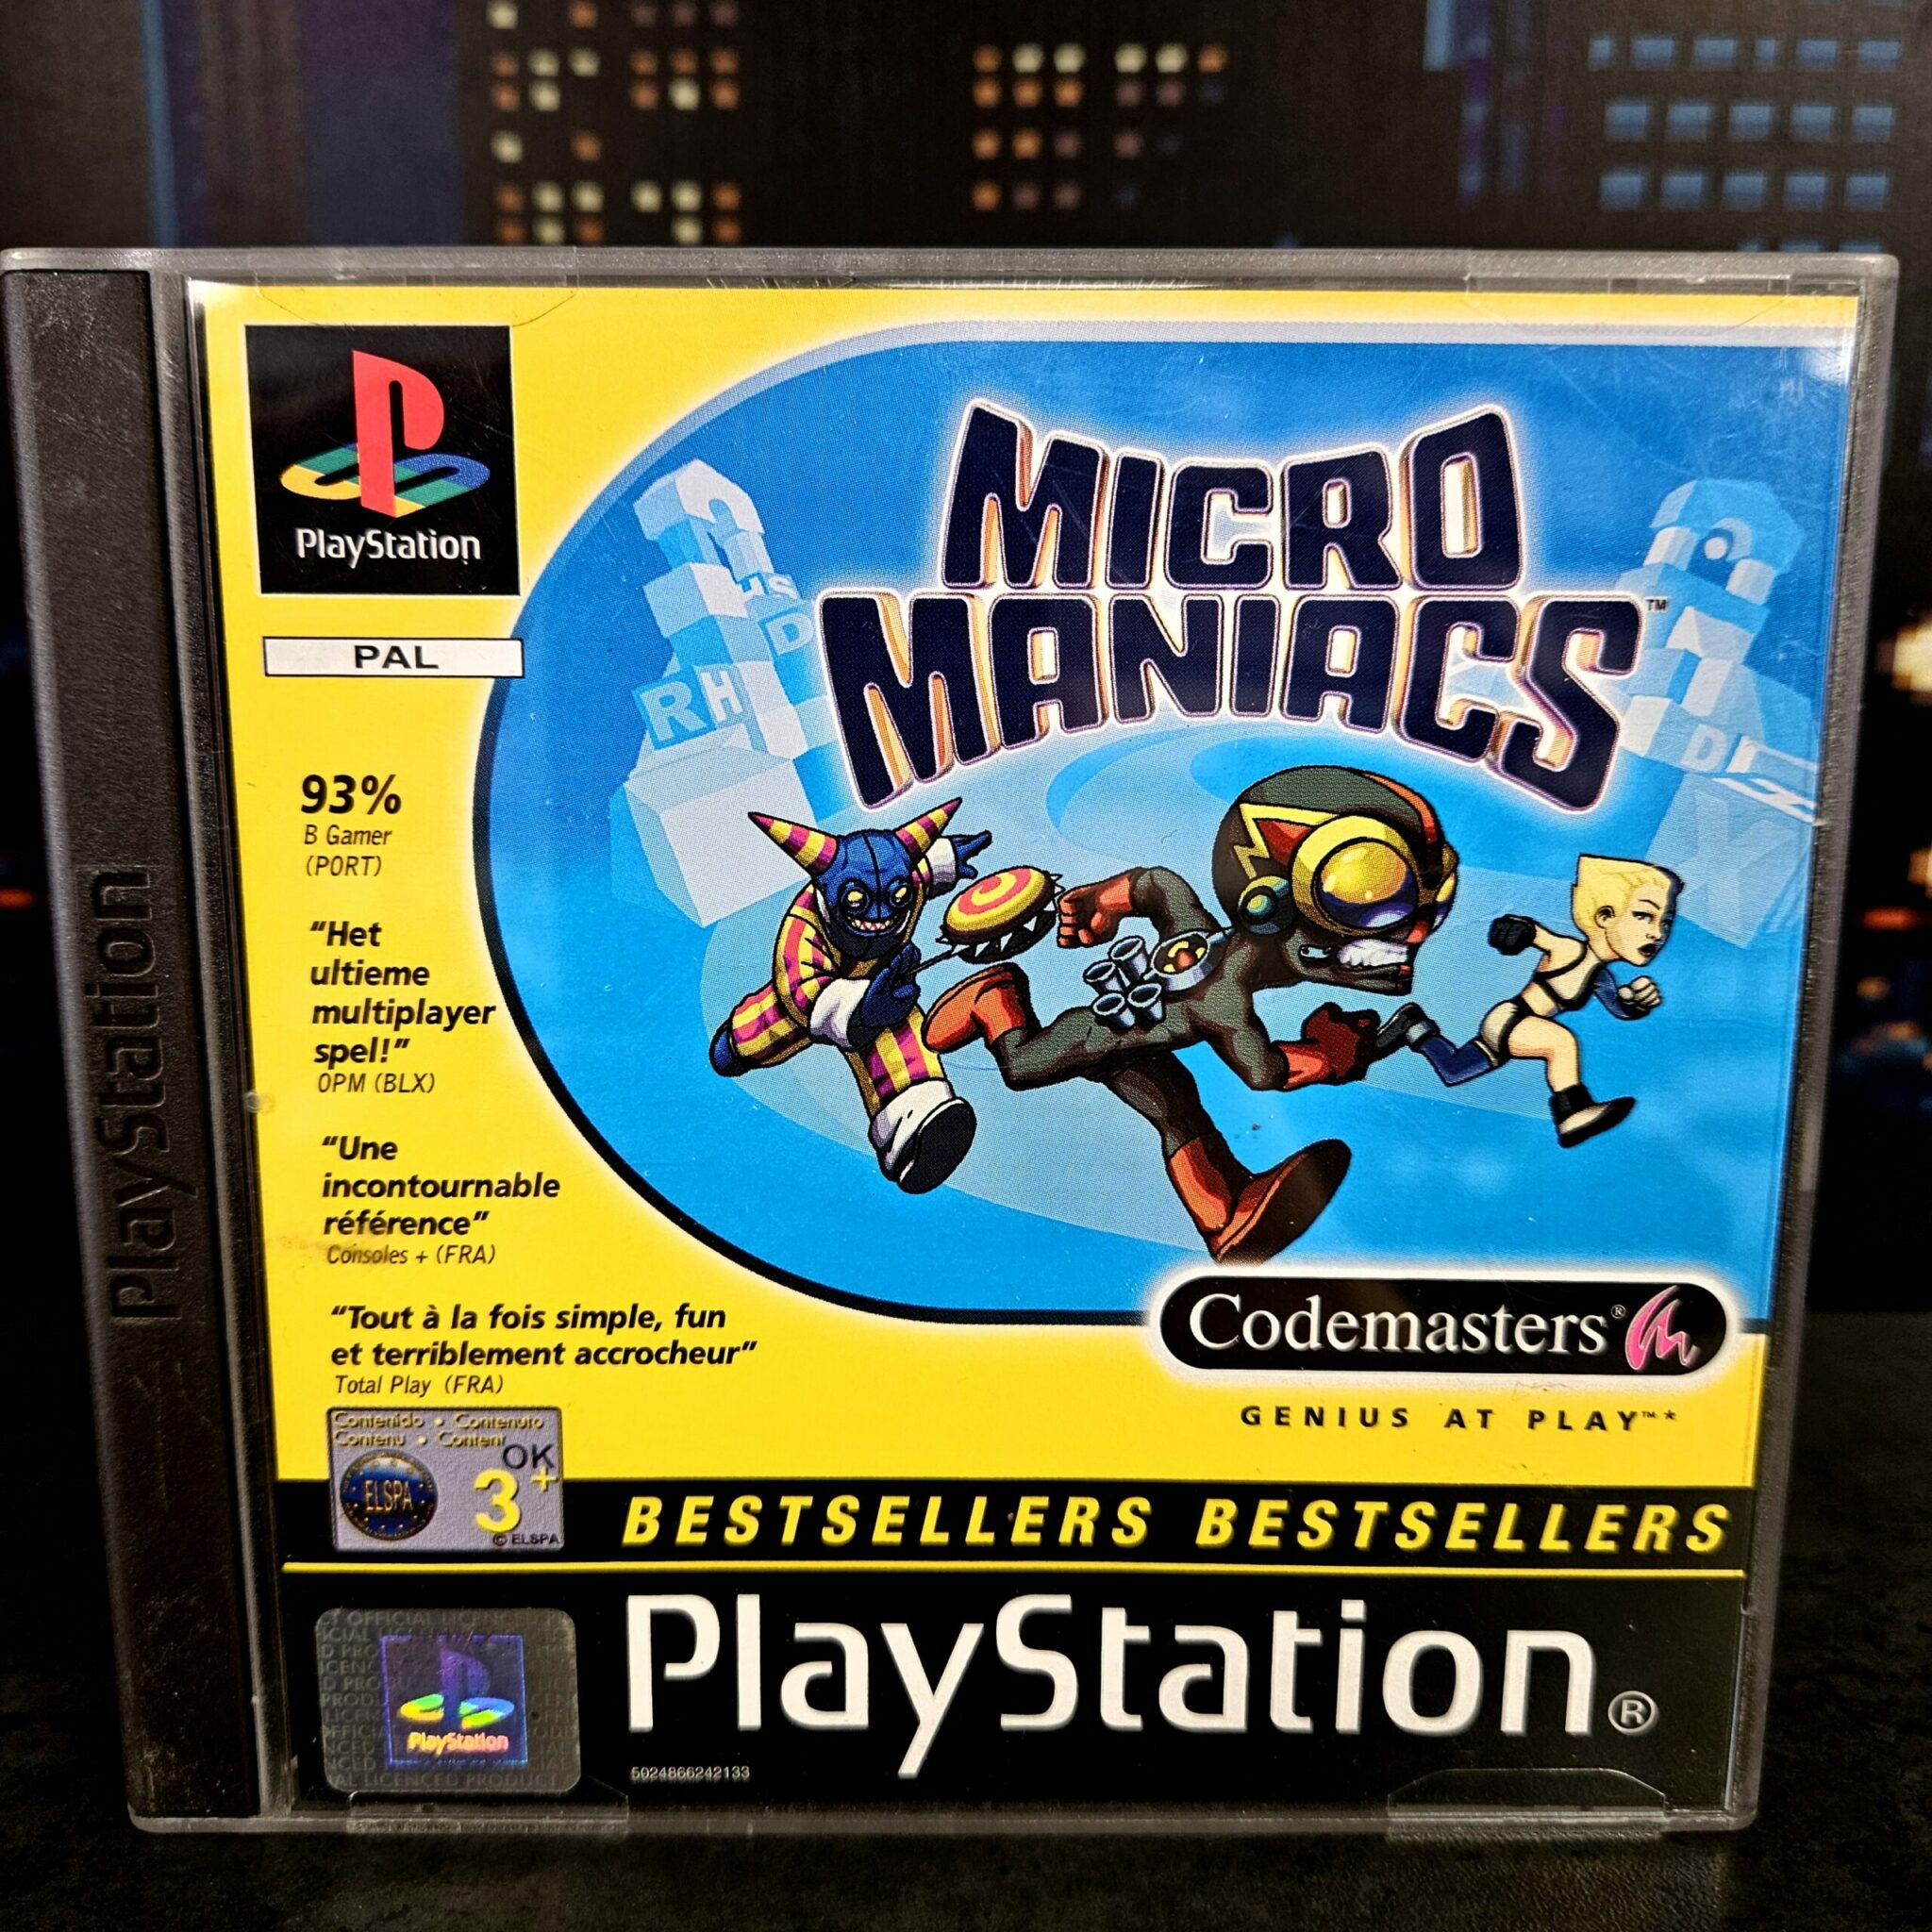 PlayStation
PlayStation
PAL
MICRO
MANIACS™
93%
B Gamer
(PORT)
“Het
ultieme
multiplayer
spel!”
OPM (BLX)
“Une
incontournable
référence”
Consoles + (FRA)
“Tout à la fois simple, fun
et terriblement accrocheur”
Total Play (FRA)
Codemasters®
GENIUS AT PLAY™*
Contenido • Contenuto
Contenu • Content
OK
3+
ELSPA
© ELSPA
BESTSELLERS BESTSELLERS
PlayStation®
PlayStation
5024866242133